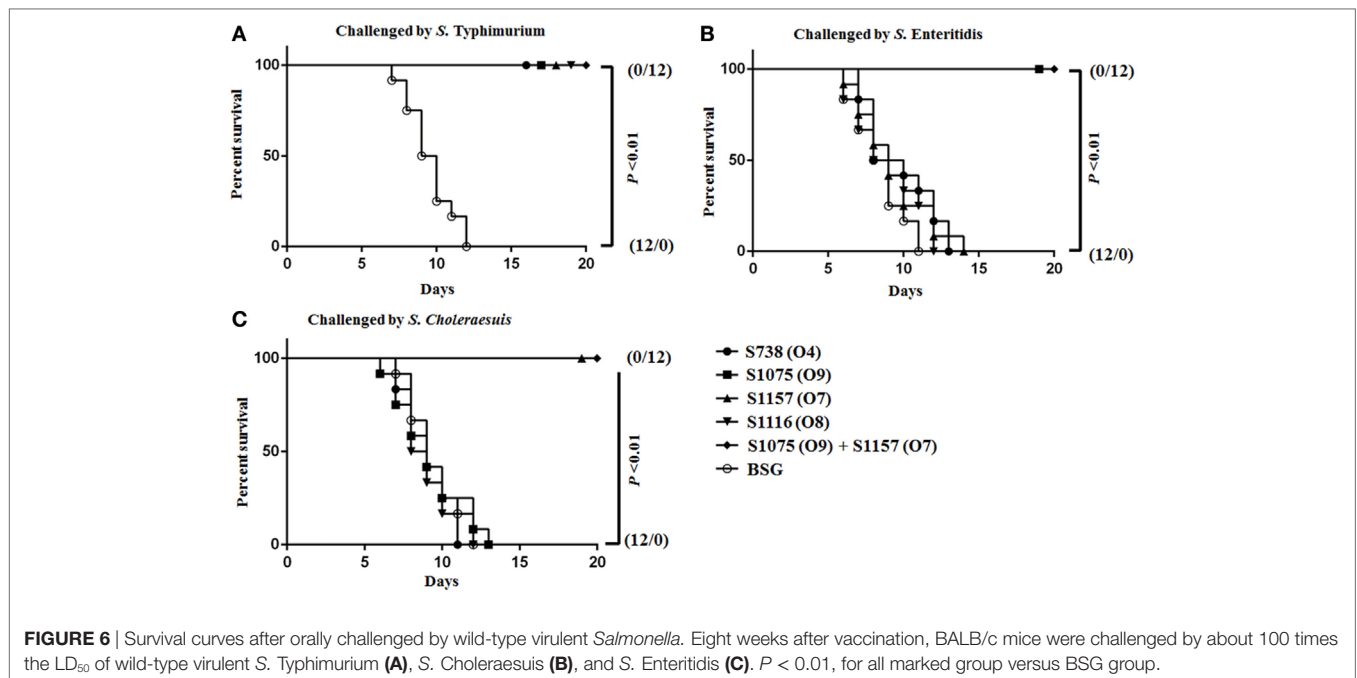 A
Challenged by S. Typhimurium
Percent survival
100
50
0
0 5 10 15 20
Days
(0/12)
P <0.01
(12/0)
B
Challenged by S. Enteritidis
Percent survival
100
50
0
0 5 10 15 20
Days
(0/12)
P <0.01
(12/0)
C
Challenged by S. Choleraesuis
Percent survival
100
50
0
0 5 10 15 20
Days
(0/12)
P <0.01
(12/0)
S738 (O4)
S1075 (O9)
S1157 (O7)
S1116 (O8)
S1075 (O9) + S1157 (O7)
BSG
FIGURE 6 | Survival curves after orally challenged by wild-type virulent Salmonella. Eight weeks after vaccination, BALB/c mice were challenged by about 100 times
the LD50 of wild-type virulent S. Typhimurium (A), S. Choleraesuis (B), and S. Enteritidis (C). P < 0.01, for all marked group versus BSG group.